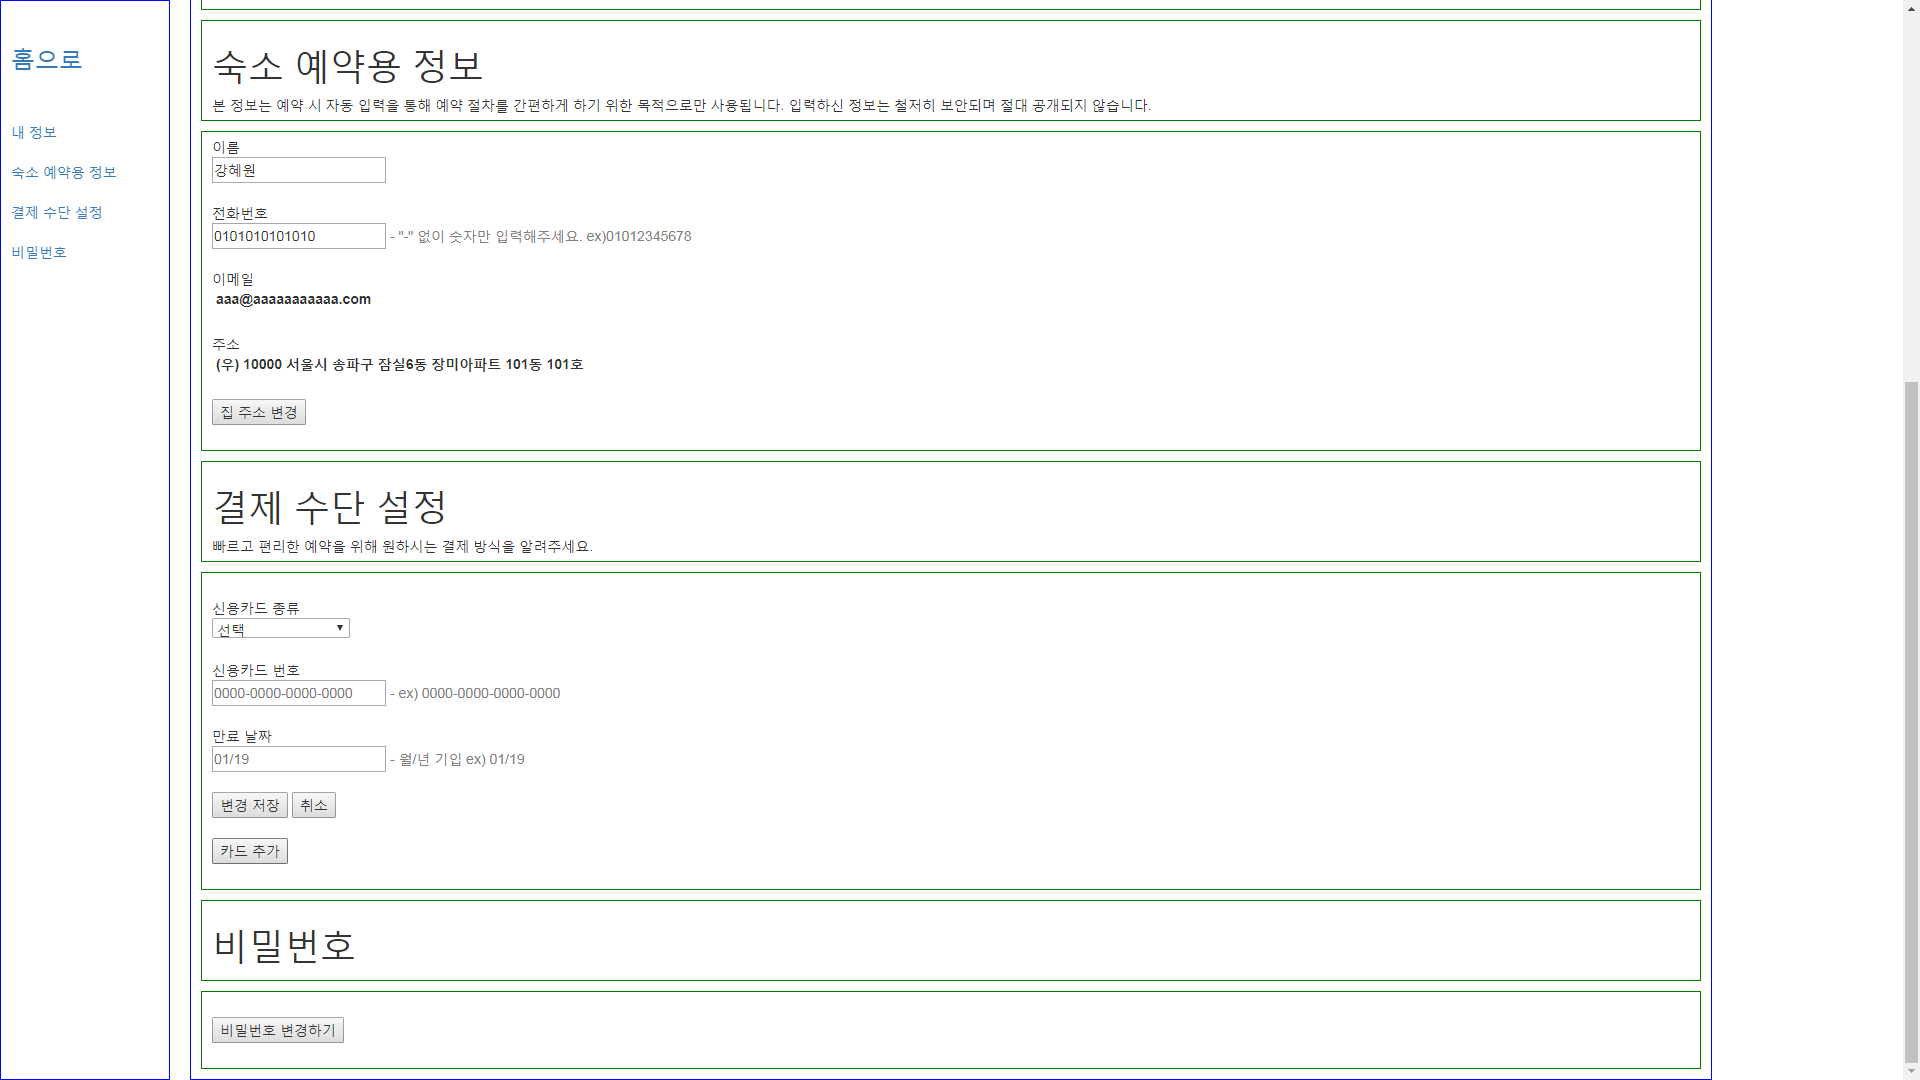 홈으로
내 정보
숙소 예약용 정보
결제 수단 설정
비밀번호
숙소 예약용 정보
본 정보는 예약 시 자동 입력을 통해 예약 절차를 간편하게 하기 위한 목적으로만 사용됩니다. 입력하신 정보는 철저히 보안되며 절대 공개되지 않습니다.
이름
강혜원
전화번호
0101010101010 - "-" 없이 숫자만 입력해주세요. ex)01012345678
이메일
aaa@aaaaaaaaaaa.com
주소
(우) 10000 서울시 송파구 잠실6동 장미아파트 101동 101호
집 주소 변경
결제 수단 설정
빠르고 편리한 예약을 위해 원하시는 결제 방식을 알려주세요.
신용카드 종류
선택
신용카드 번호
0000-0000-0000-0000 - ex) 0000-0000-0000-0000
만료 날짜
01/19 - 월/년 기입 ex) 01/19
변경 저장 취소
카드 추가
비밀번호
비밀번호 변경하기